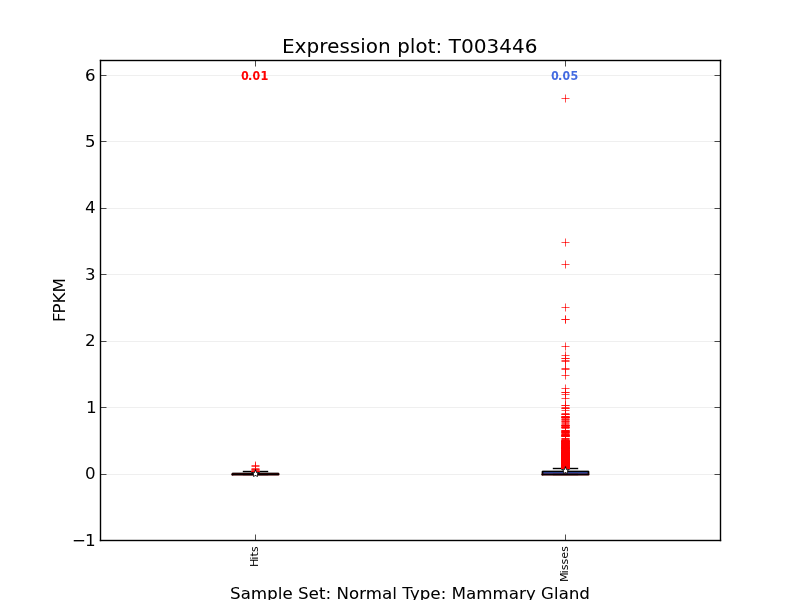 Expression plot: T003446
0.01
0.05
6
5
4
3
2
1
0
−1
FPKM
Hits
Misses
Sample Set: Normal Type: Mammary Gland